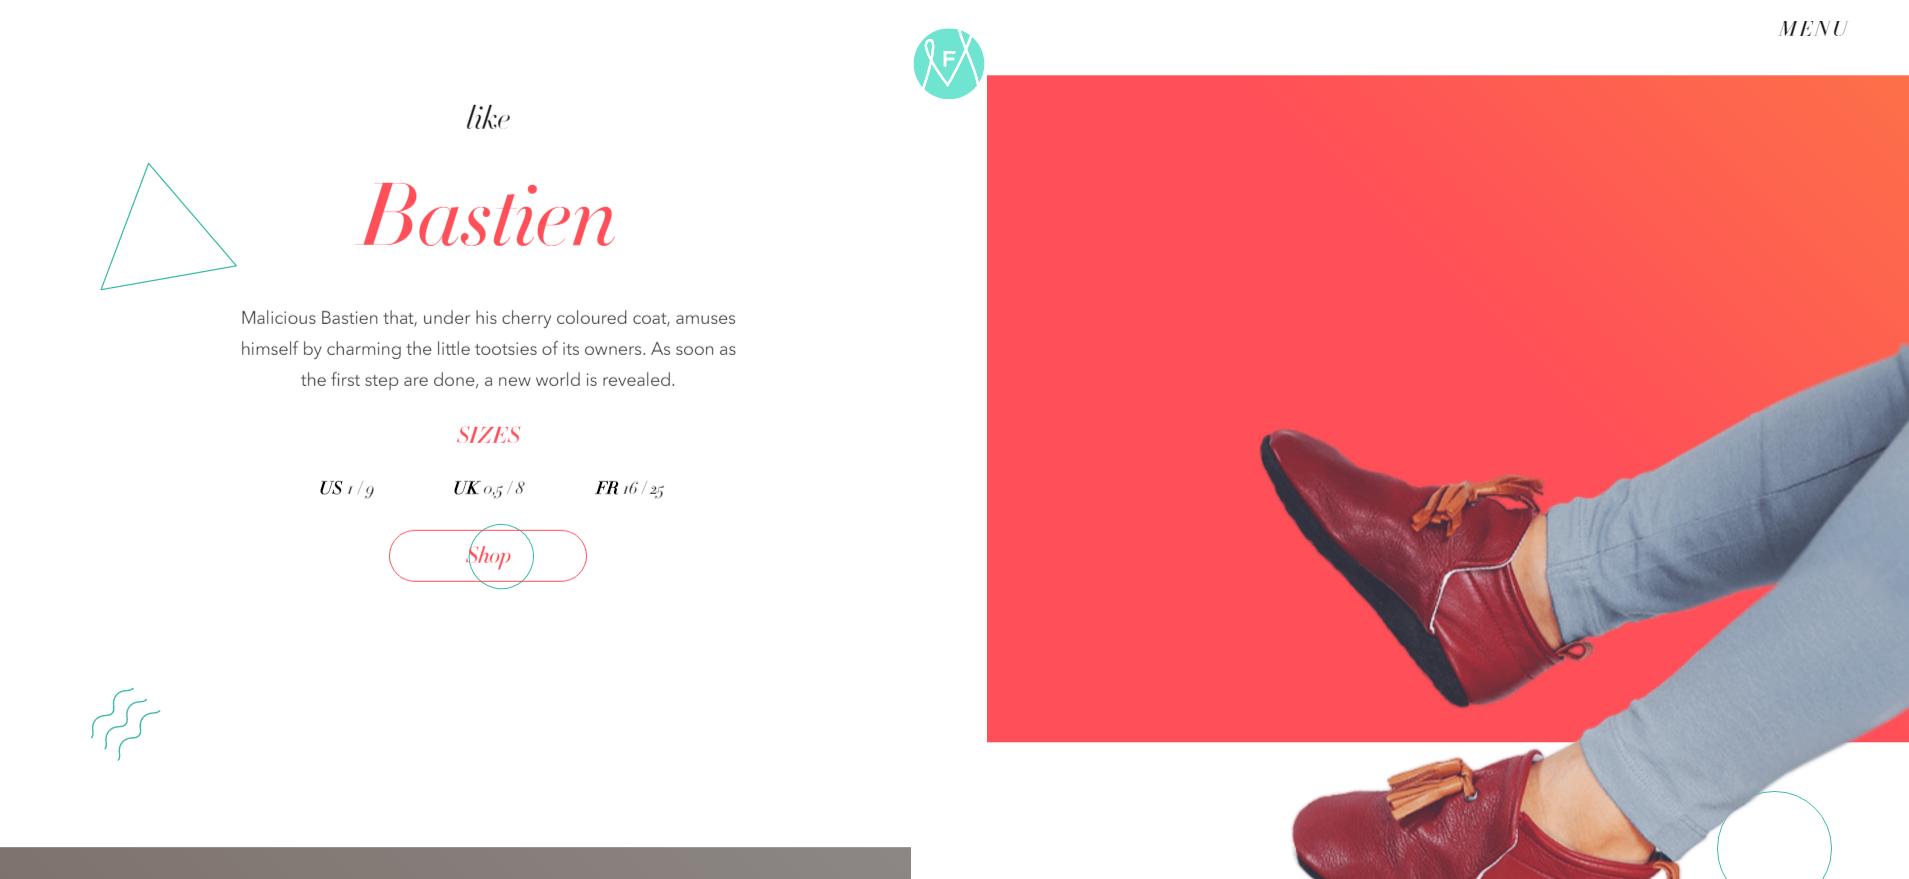 MENU
F
like
Bastien
Malicious Bastien that, under his cherry coloured coat, amuses
himself by charming the little tootsies of its owners. As soon as
the first step are done, a new world is revealed.
SIZES
US 1 / 9 UK 0,5 / 8 FR 16 / 25
Shop